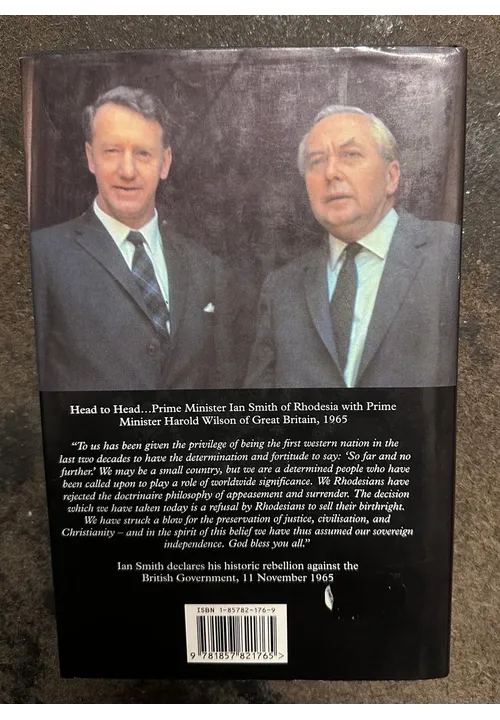 Head to Head...Prime Minister Ian Smith of Rhodesia with Prime
Minister Harold Wilson of Great Britain, 1965
“To us has been given the privilege of being the first western nation in the
last two decades to have the determination and fortitude to say: ‘So far and no
further.’ We may be a small country, but we are a determined people who have
been called upon to play a role of worldwide significance. We Rhodesians have
rejected the doctrinaire philosophy of appeasement and surrender. The decision
which we have taken today is a refusal by Rhodesians to sell their birthright.
We have struck a blow for the preservation of justice, civilisation, and
Christianity – and in the spirit of this belief we have thus assumed our sovereign
independence. God bless you all.”
Ian Smith declares his historic rebellion against the
British Government, 11 November 1965
ISBN 1-85782-176-9
9 781857 821765 >